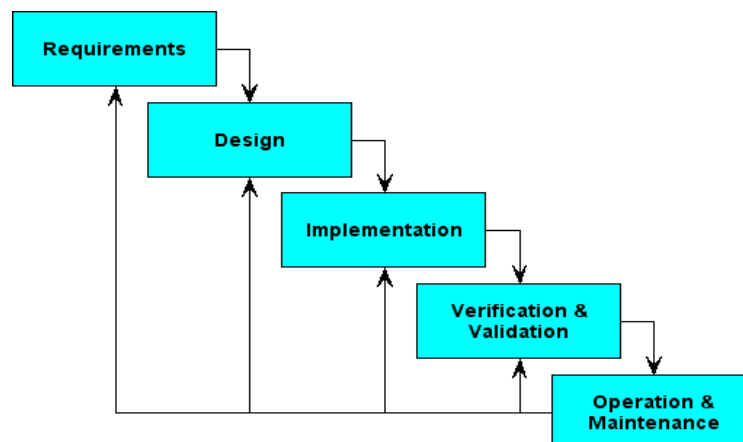 Requirements
Design
Implementation
Verification &
Validation
Operation &
Maintenance